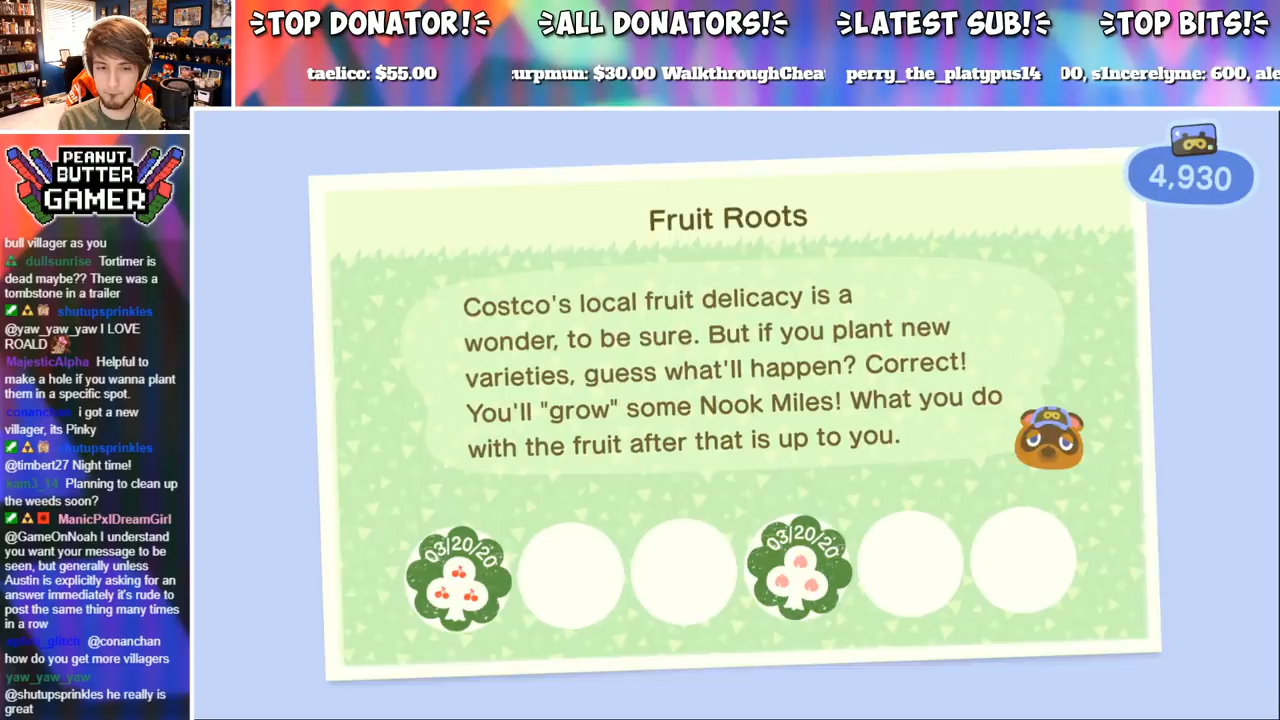 TOP DONATOR!
ALL DONATORS!
LATEST SUB!
TOP BITS!
taelico: $55.00
urpmun: $30.00 WalkthroughChea
perry_the_platypus14
00, s1ncerelyme: 600, ale
PEANUT
BUTTER
GAMER
bull villager as you
dullsunrise Tortimer is
dead maybe?? There was a
tombstone in a trailer
shutupsprinkles
@yaw_yaw_yaw I LOVE
ROALD
MajesticAlpha Helpful to
make a hole if you wanna plant
them in a specific spot.
conanchan i got a new
villager, its Pinky
shutupsprinkles
@timbert27 Night time!
kam3_14 Planning to clean up
the weeds soon?
ManicPxlDreamGirl
@GameOnNoah I understand
you want your message to be
seen, but generally unless
Austin is explicitly asking for an
answer immediately it's rude to
post the same thing many times
in a row
@conanchan
how do you get more villagers
yaw_yaw_yaw
@shutupsprinkles he really is
great
4,930
Fruit Roots
Costco's local fruit delicacy is a
wonder, to be sure. But if you plant new
varieties, guess what'll happen? Correct!
You'll "grow" some Nook Miles! What you do
with the fruit after that is up to you.
03/20/20
03/20/20